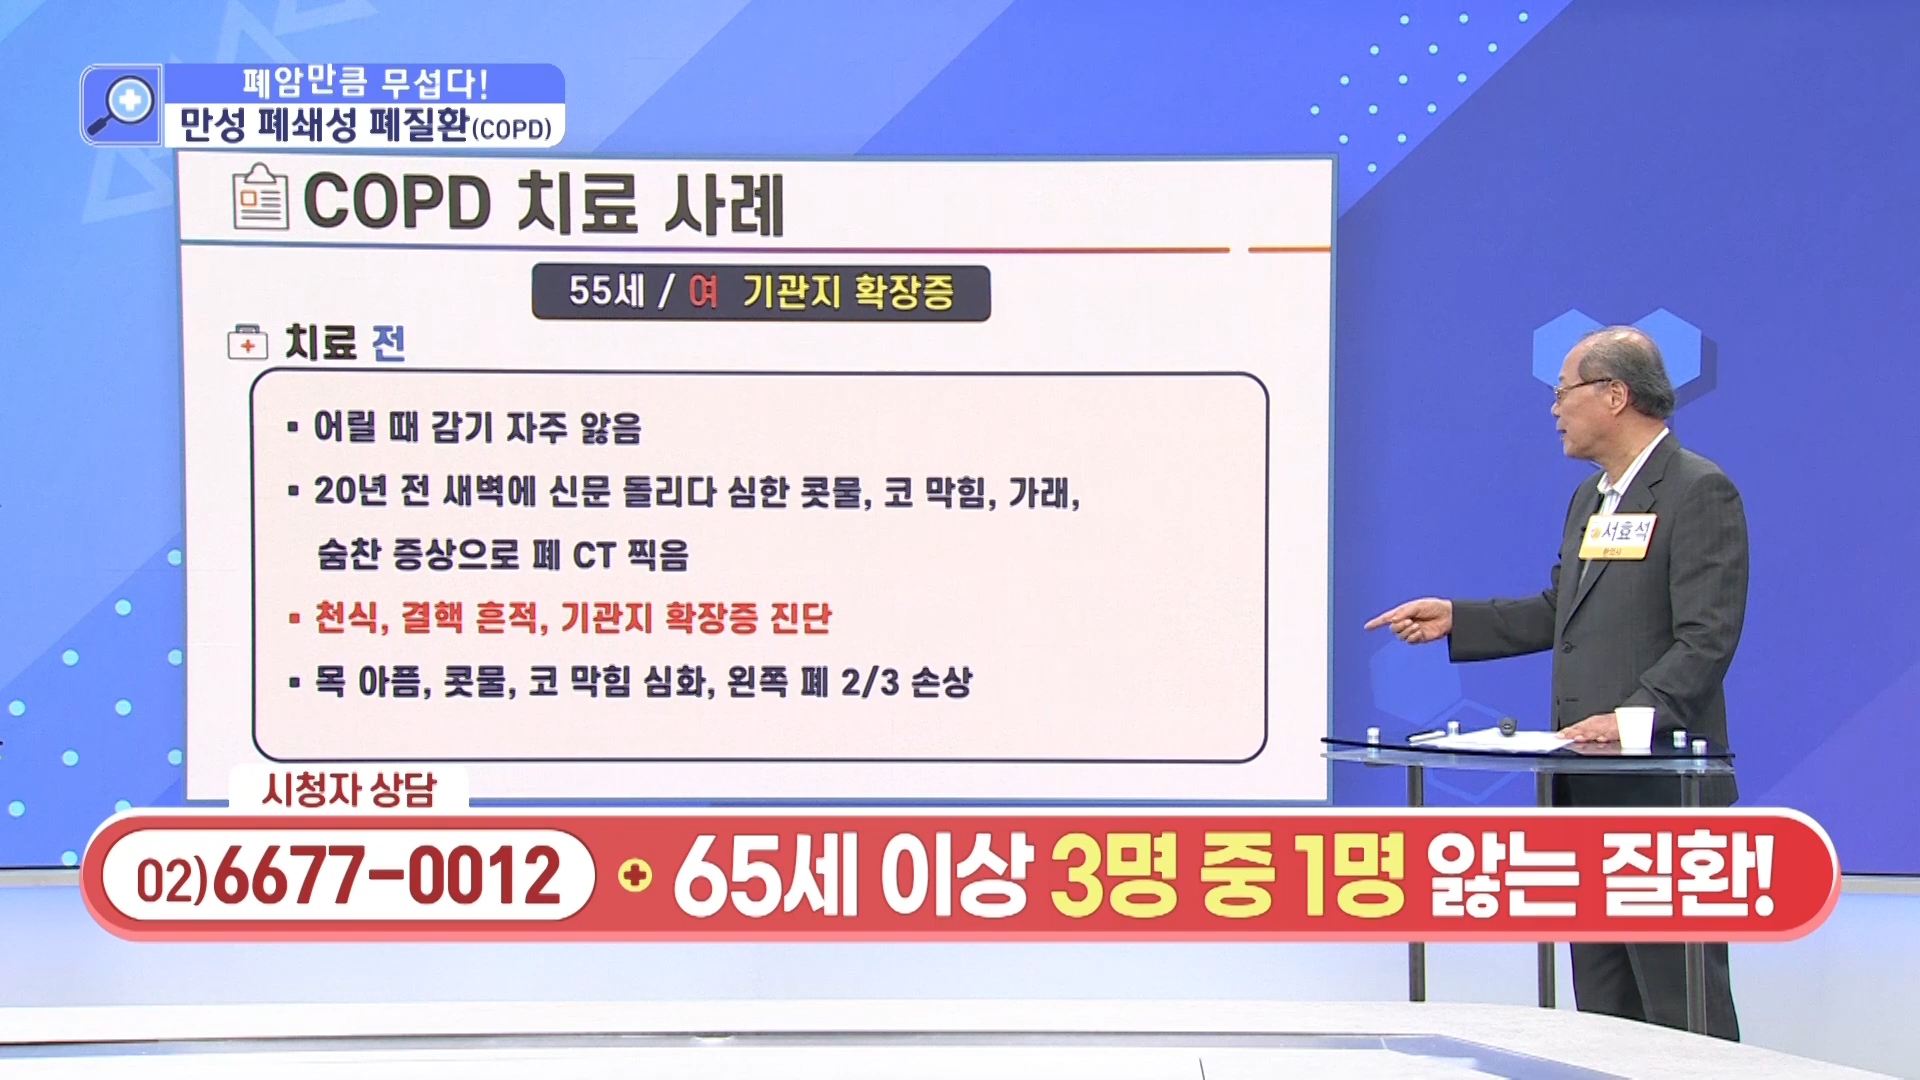 폐암만큼 무섭다!
만성 폐쇄성 폐질환(COPD)
COPD 치료 사례
55세 / 여 기관지 확장증
치료 전
▪ 어릴 때 감기 자주 앓음
▪ 20년 전 새벽에 신문 돌리다 심한 콧물, 코 막힘, 가래,
숨찬 증상으로 폐 CT 찍음
▪ 천식, 결핵 흔적, 기관지 확장증 진단
▪ 목 아픔, 콧물, 코 막힘 심화, 왼쪽 폐 2/3 손상
서효석
한의사
시청자 상담
02)6677-0012
65세 이상 3명 중 1명 앓는 질환!